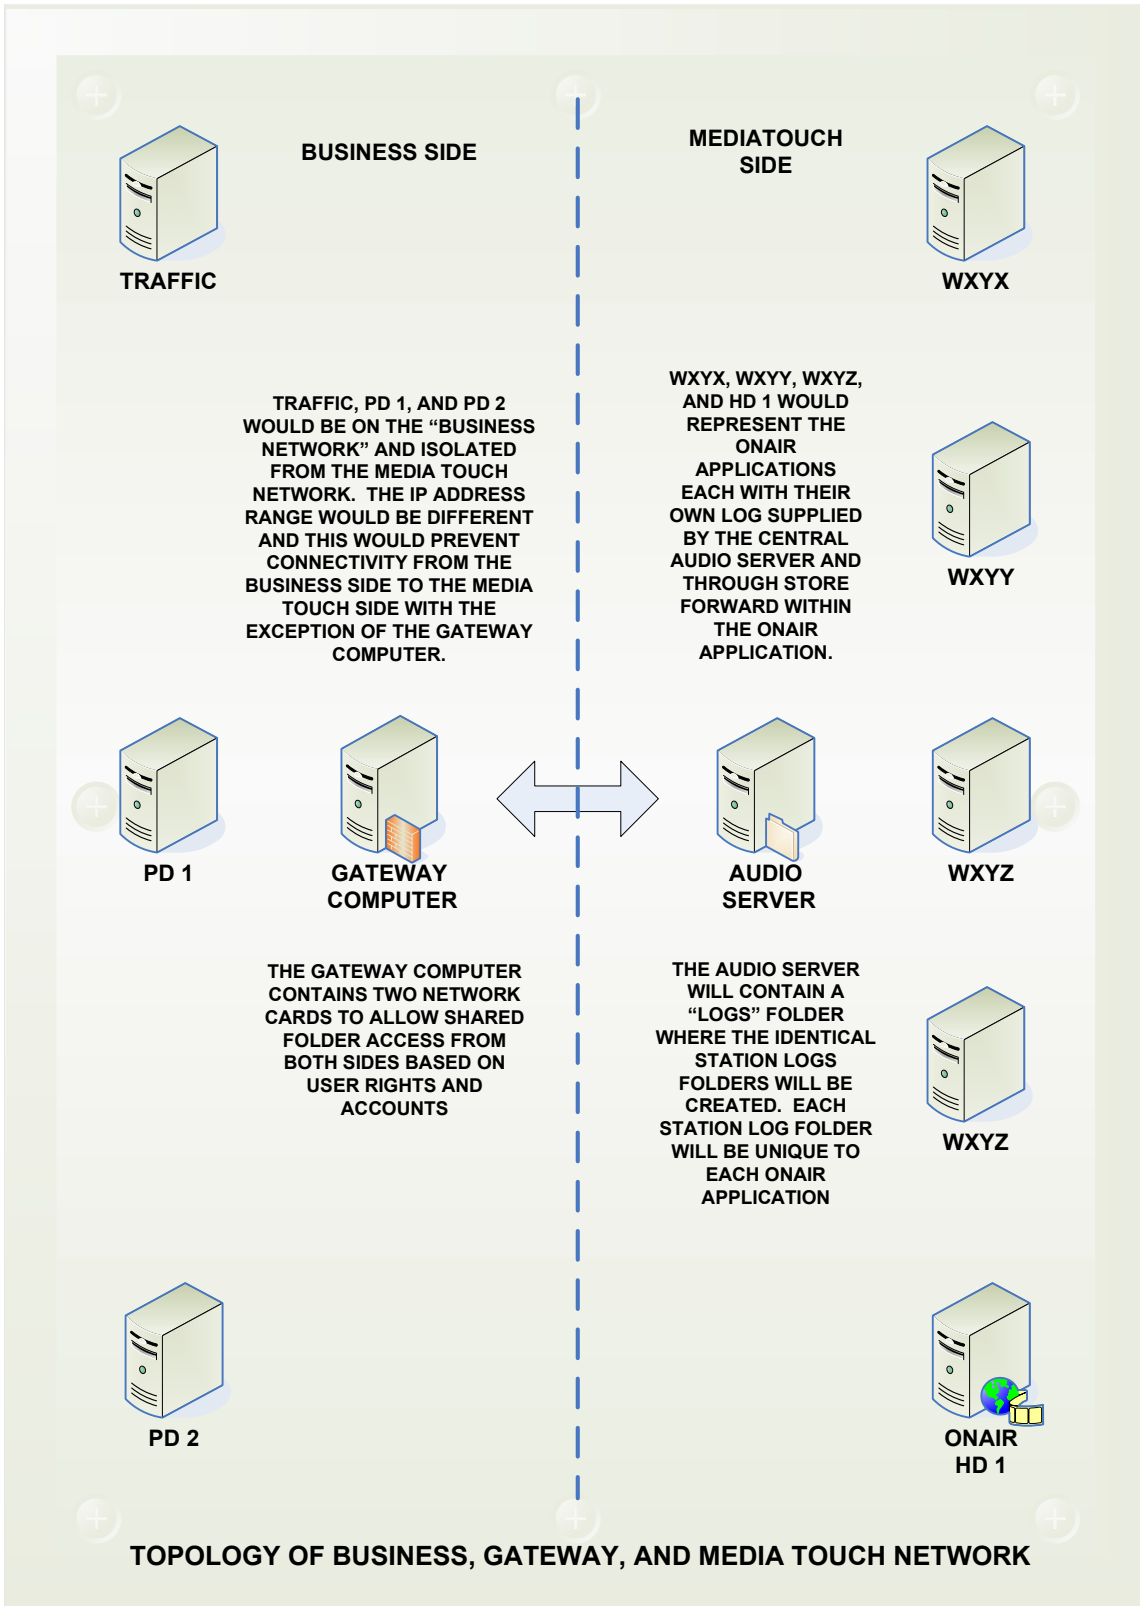 BUSINESS SIDE
MEDIATOUCH
SIDE
TRAFFIC
WXYX
TRAFFIC, PD 1, AND PD 2
WOULD BE ON THE “BUSINESS
NETWORK” AND ISOLATED
FROM THE MEDIA TOUCH
NETWORK.  THE IP ADDRESS
RANGE WOULD BE DIFFERENT
AND THIS WOULD PREVENT
CONNECTIVITY FROM THE
BUSINESS SIDE TO THE MEDIA
TOUCH SIDE WITH THE
EXCEPTION OF THE GATEWAY
COMPUTER.
WXYX, WXYY, WXYZ,
AND HD 1 WOULD
REPRESENT THE
ONAIR
APPLICATIONS
EACH WITH THEIR
OWN LOG SUPPLIED
BY THE CENTRAL
AUDIO SERVER AND
THROUGH STORE
FORWARD WITHIN
THE ONAIR
APPLICATION.
WXYY
PD 1
GATEWAY
COMPUTER
AUDIO
SERVER
WXYZ
THE GATEWAY COMPUTER
CONTAINS TWO NETWORK
CARDS TO ALLOW SHARED
FOLDER ACCESS FROM
BOTH SIDES BASED ON
USER RIGHTS AND
ACCOUNTS
THE AUDIO SERVER
WILL CONTAIN A
“LOGS” FOLDER
WHERE THE IDENTICAL
STATION LOGS
FOLDERS WILL BE
CREATED.  EACH
STATION LOG FOLDER
WILL BE UNIQUE TO
EACH ONAIR
APPLICATION
WXYZ
PD 2
ONAIR
HD 1
TOPOLOGY OF BUSINESS, GATEWAY, AND MEDIA TOUCH NETWORK